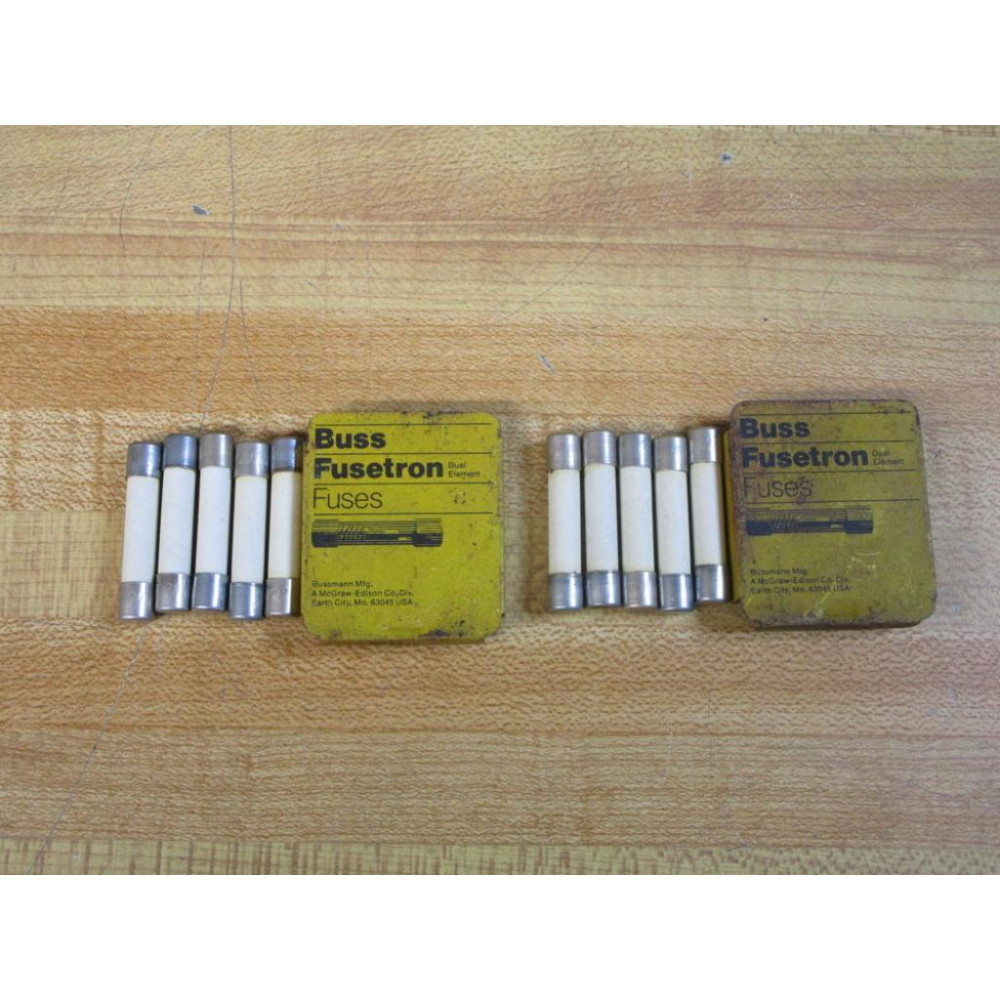 Buss
Fusetron Dual
Element
Fuses
Bussmann Mfg.
A McGraw-Edison Co, Div,
Earth City, Mo. 63045 USA
Buss
Fusetron Dual
Element
Fuses
Bussmann Mfg.
A McGraw-Edison Co, Div,
Earth City, Mo. 63045 USA